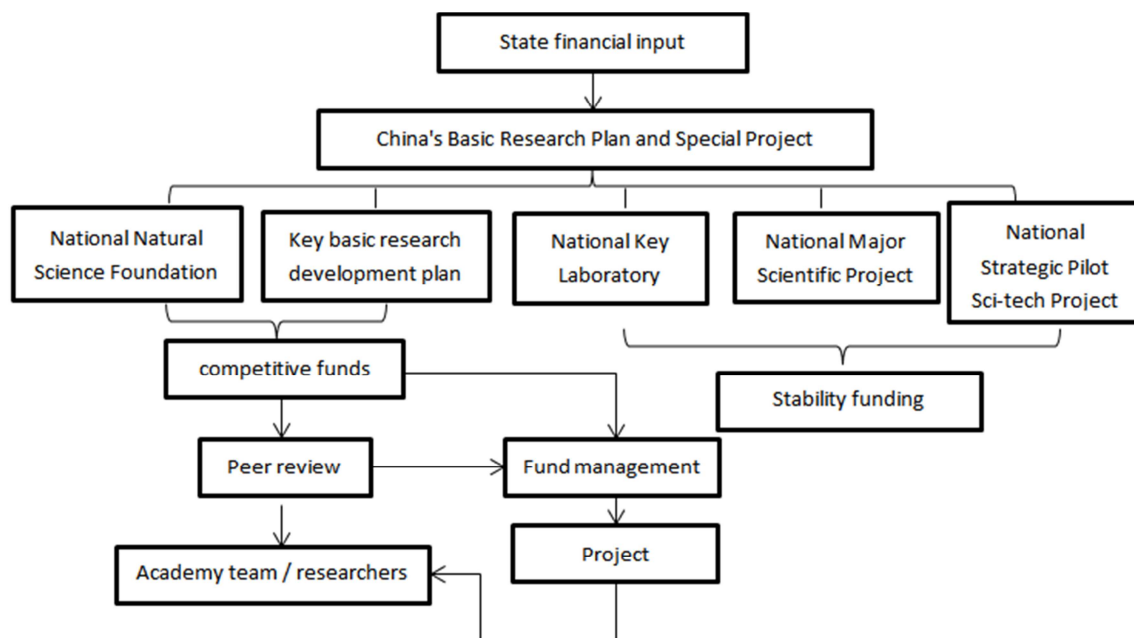 State financial input
China's Basic Research Plan and Special Project
National Natural
Science Foundation
Key basic research
development plan
National Key
Laboratory
National Major
Scientific Project
National
Strategic Pilot
Sci-tech Project
competitive funds
Stability funding
Peer review
Fund management
Project
Academy team / researchers